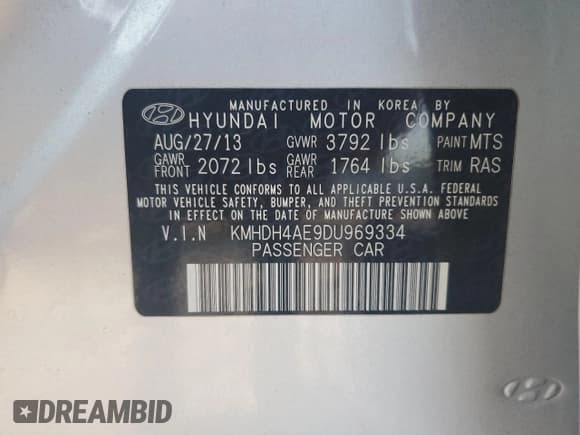 MANUFACTURED IN KOREA BY
HYUNDAI MOTOR COMPANY
AUG/27/13 GVWR 3792 lbs PAINT MTS
GAWR FRONT 2072 lbs GAWR REAR 1764 lbs TRIM RAS
THIS VEHICLE CONFORMS TO ALL APPLICABLE U.S.A. FEDERAL
MOTOR VEHICLE SAFETY, BUMPER, AND THEFT PREVENTION STANDARDS
IN EFFECT ON THE DATE OF MANUFACTURE SHOWN ABOVE.
V.I.N KMHDH4AE9DU969334
PASSENGER CAR
DREAMBID